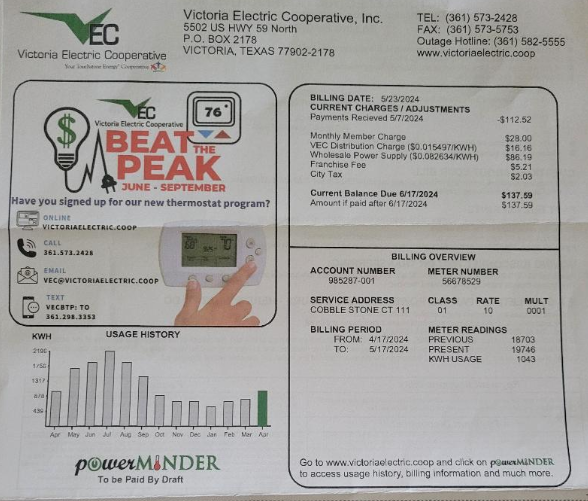 VEC
Victoria Electric Cooperative
Your Touchstone Energy® Cooperative
Victoria Electric Cooperative, Inc.
5502 US HWY 59 North
P.O. BOX 2178
VICTORIA, TEXAS 77902-2178
TEL: (361) 573-2428
FAX: (361) 573-5753
Outage Hotline: (361) 582-5555
www.victoriaelectric.coop
VEC
Victoria Electric Cooperative
76°
BEAT THE
PEAK
JUNE - SEPTEMBER
Have you signed up for our new thermostat program?
ONLINE
VICTORIAELECTRIC.COOP
CALL
361.573.2428
EMAIL
VEC@VICTORIAELECTRIC.COOP
TEXT
VECBTP: TO
361.298.3353
BILLING DATE: 5/23/2024
CURRENT CHARGES / ADJUSTMENTS
Payments Recieved 5/7/2024 -$112.52
Monthly Member Charge $28.00
VEC Distribution Charge ($0.015497/KWH) $16.16
Wholesale Power Supply ($0.082634/KWH) $86.19
Franchise Fee $5.21
City Tax $2.03
Current Balance Due 6/17/2024 $137.59
Amount if paid after 6/17/2024 $137.59
BILLING OVERVIEW
ACCOUNT NUMBER METER NUMBER
985287-001 56678529
SERVICE ADDRESS CLASS RATE MULT
COBBLE STONE CT 111 01 10 0001
BILLING PERIOD METER READINGS
FROM: 4/17/2024 PREVIOUS 18703
TO: 5/17/2024 PRESENT 19746
KWH USAGE 1043
KWH USAGE HISTORY
1317
878
Apr May Jun Jul Aug Sep Oct Nov Dec Jan Feb Mar Apr
powerMINDER
To be Paid By Draft
Go to www.victoriaelectric.coop and click on powerMINDER
to access usage history, billing information and much more.